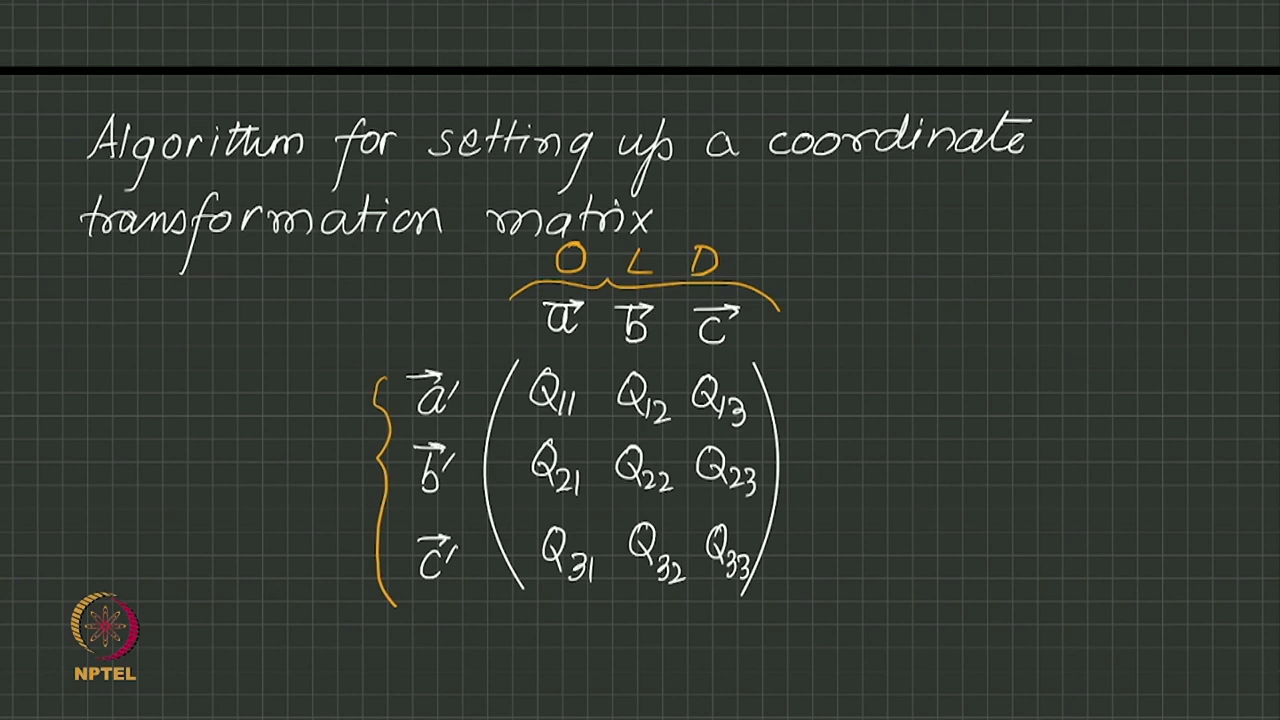 Algorithm for setting up a coordinate
transformation matrix
O L D
a⃗ b⃗ c⃗
a⃗′ Q₁₁ Q₁₂ Q₁₃
b⃗′ Q₂₁ Q₂₂ Q₂₃
c⃗′ Q₃₁ Q₃₂ Q₃₃
NPTEL